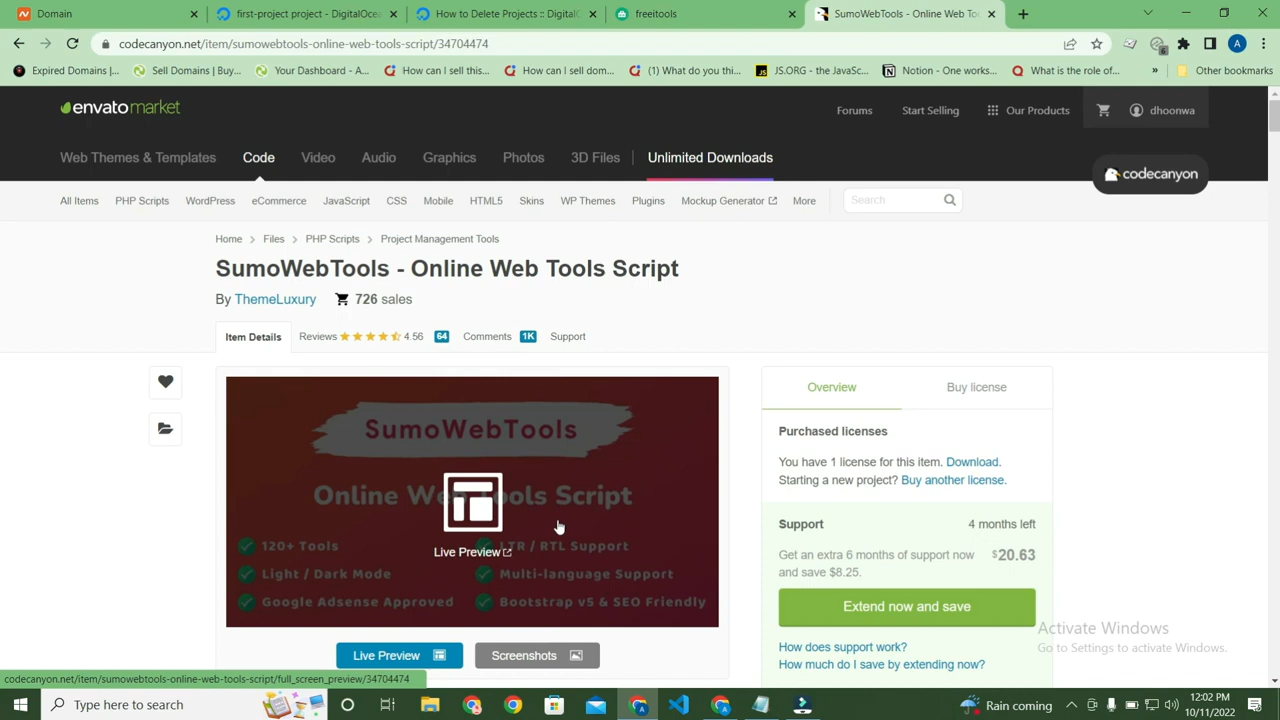 Domain
first-project project - DigitalOcea
How to Delete Projects :: DigitalO
freeitools
SumoWebTools - Online Web Too
codecanyon.net/item/sumowebtools-online-web-tools-script/34704474
6
A
Expired Domains |...
Sell Domains | Buy...
Your Dashboard - A...
How can I sell this...
How can I sell dom...
(1) What do you thi...
JS.ORG - the JavaSc...
Notion - One works...
What is the role of...
»
Other bookmarks
envatomarket
Forums
Start Selling
Our Products
dhoonwa
Web Themes & Templates
Code
Video
Audio
Graphics
Photos
3D Files
Unlimited Downloads
codecanyon
All Items
PHP Scripts
WordPress
eCommerce
JavaScript
CSS
Mobile
HTML5
Skins
WP Themes
Plugins
Mockup Generator
More
Search
Home > Files > PHP Scripts > Project Management Tools
SumoWebTools - Online Web Tools Script
By ThemeLuxury 726 sales
Item Details
Reviews 4.56 64
Comments 1K
Support
SumoWebTools
Online Web Tools Script
Live Preview
120+ Tools
LTR / RTL Support
Light / Dark Mode
Multi-language Support
Google Adsense Approved
Bootstrap v5 & SEO Friendly
Live Preview
Screenshots
Overview
Buy license
Purchased licenses
You have 1 license for this item. Download.
Starting a new project? Buy another license.
Support
4 months left
Get an extra 6 months of support now $20.63
and save $8.25.
Extend now and save
How does support work?
How much do I save by extending now?
Activate Windows
Go to Settings to activate Windows.
codecanyon.net/item/sumowebtools-online-web-tools-script/full_screen_preview/34704474
Type here to search
Rain coming
12:02 PM
10/11/2022